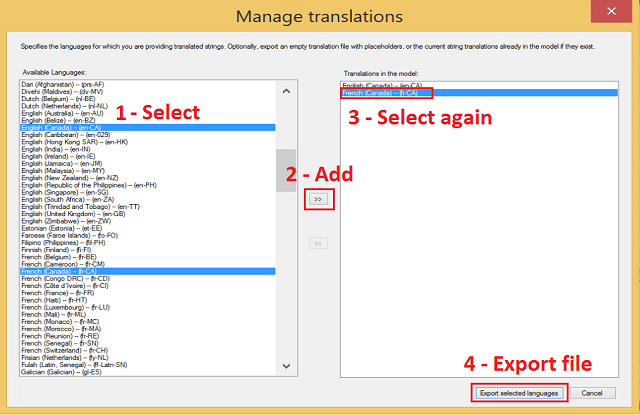 Manage translations
Specifies the languages for which you are providing translated strings. Optionally, export an empty translation file with placeholders, or the current string translations already in the model if they exist.
Available Languages:
Dari (Afghanistan) -- (prs-AF)
Divehi (Maldives) -- (dv-MV)
Dutch (Belgium) -- (nl-BE)
Dutch (Netherlands) -- (nl-NL)
English (Australia) -- (en-AU)
English (Belize) -- (en-BZ)
English (Canada) -- (en-CA)
English (Caribbean) -- (en-029)
English (Hong Kong SAR) -- (en-HK)
English (India) -- (en-IN)
English (Ireland) -- (en-IE)
English (Jamaica) -- (en-JM)
English (Malaysia) -- (en-MY)
English (New Zealand) -- (en-NZ)
English (Republic of the Philippines) -- (en-PH)
English (Singapore) -- (en-SG)
English (South Africa) -- (en-ZA)
English (Trinidad and Tobago) -- (en-TT)
English (United Kingdom) -- (en-GB)
English (Zimbabwe) -- (en-ZW)
Estonian (Estonia) -- (et-EE)
Faroese (Faroe Islands) -- (fo-FO)
Filipino (Philippines) -- (fil-PH)
Finnish (Finland) -- (fi-FI)
French (Belgium) -- (fr-BE)
French (Cameroon) -- (fr-CM)
French (Canada) -- (fr-CA)
French (Congo DRC) -- (fr-CD)
French (Côte d'Ivoire) -- (fr-CI)
French (France) -- (fr-FR)
French (Haiti) -- (fr-HT)
French (Luxembourg) -- (fr-LU)
French (Mali) -- (fr-ML)
French (Monaco) -- (fr-MC)
French (Morocco) -- (fr-MA)
French (Reunion) -- (fr-RE)
French (Senegal) -- (fr-SN)
French (Switzerland) -- (fr-CH)
Frisian (Netherlands) -- (fy-NL)
Fulah (Latin, Senegal) -- (ff-Latn-SN)
Galician (Galician) -- (gl-ES)
1 - Select
2 - Add
>>
<<
Translations in the model:
English (Canada) -- (en-CA)
French (Canada) -- (fr-CA)
3 - Select again
4 - Export file
Export selected languages
Cancel